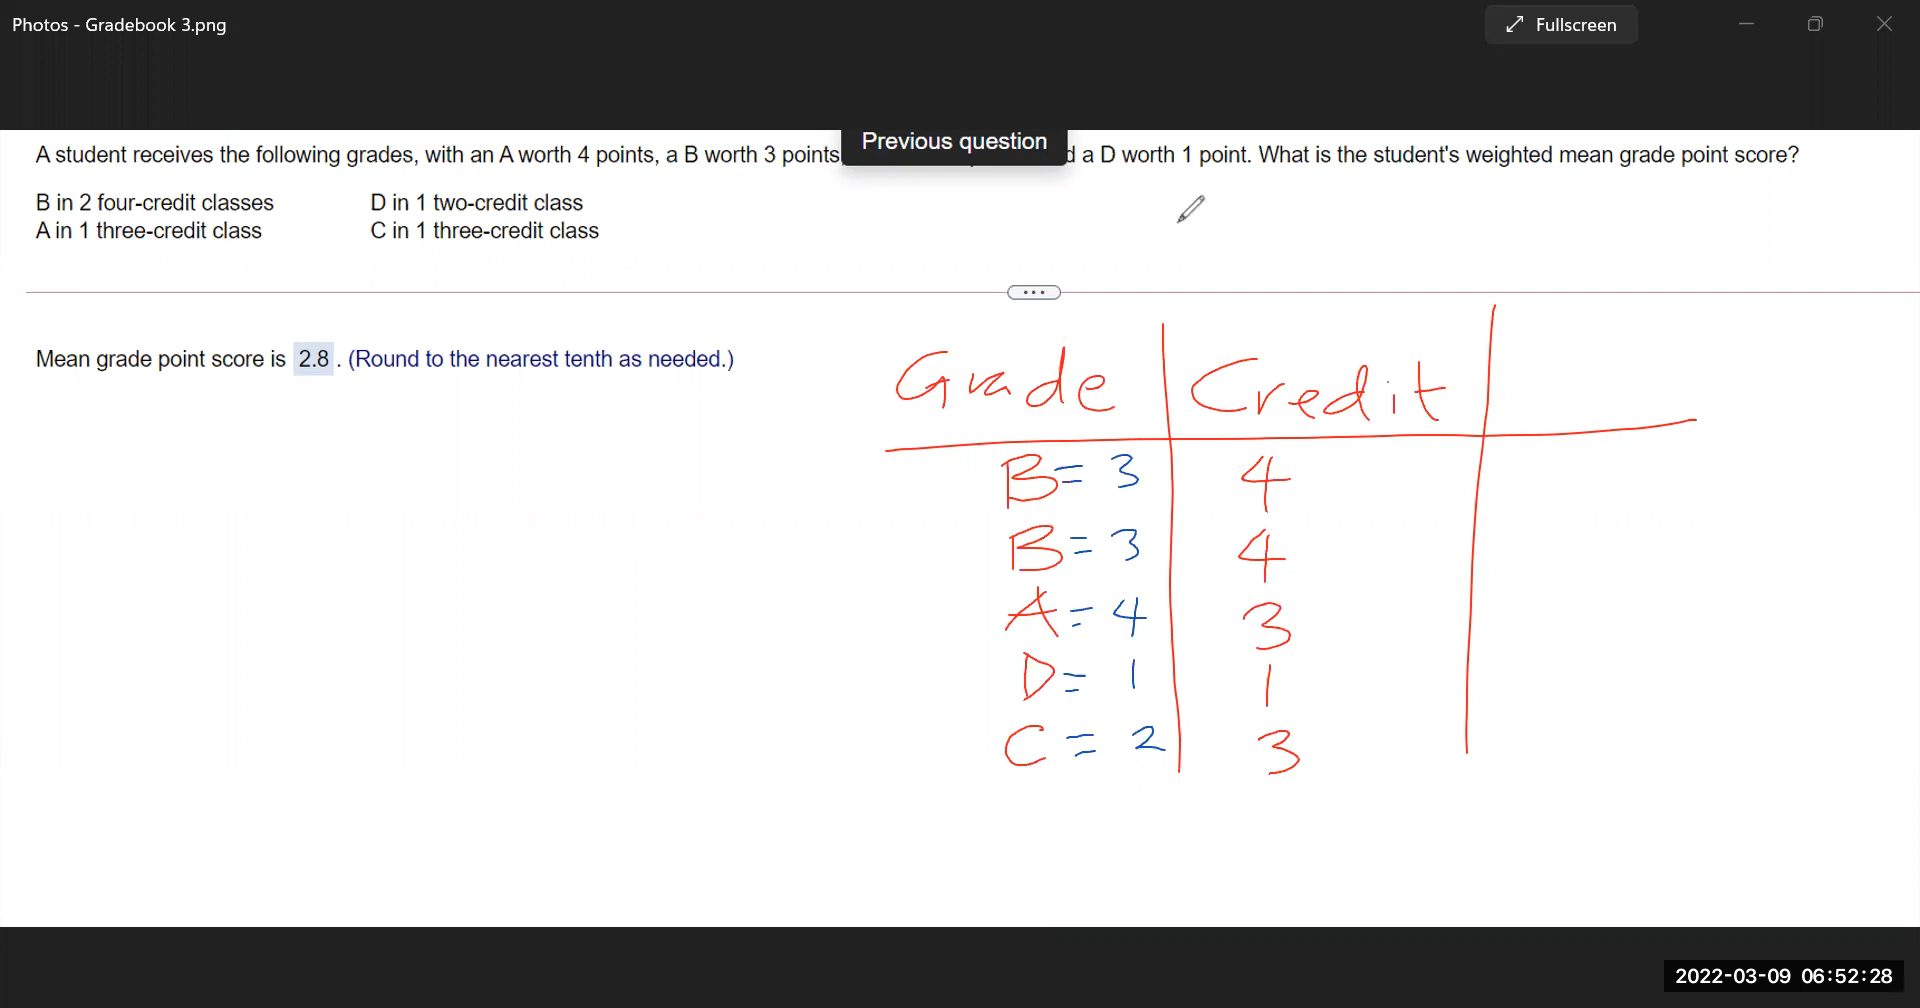 Photos - Gradebook 3.png
Fullscreen
Previous question
A student receives the following grades, with an A worth 4 points, a B worth 3 points, d a D worth 1 point. What is the student's weighted mean grade point score?
B in 2 four-credit classes D in 1 two-credit class
A in 1 three-credit class C in 1 three-credit class
Mean grade point score is 2.8. (Round to the nearest tenth as needed.)
Grade Credit
B = 3 4
B = 3 4
A = 4 3
D = 1 1
C = 2 3
2022-03-09 06:52:28